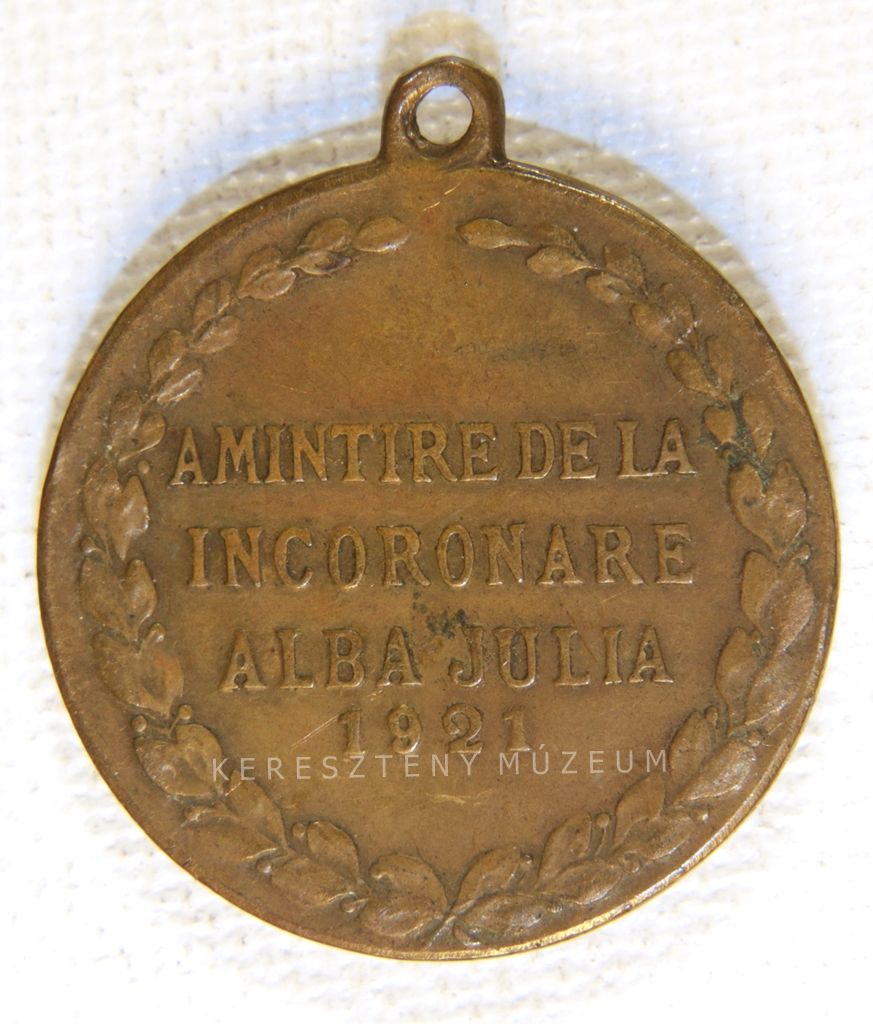 AMINTIRE DE LA
INCORONARE
ALBA JULIA
1921
KERESZTÉNY MÚZEUM